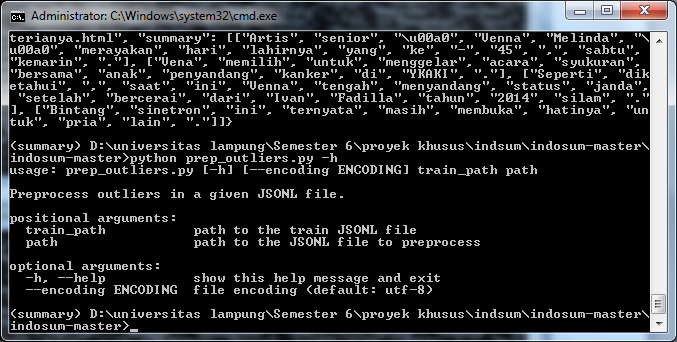 Administrator: C:\Windows\system32\cmd.exe
terianya.html", "summary": [["Artis", "senior", "\u00a0", "Venna", "Melinda", "\
u00a0", "merayakan", "hari", "lahirnya", "yang", "ke", "-", "45", ",", "sabtu",
"kemarin", "."], ["Vena", "memilih", "untuk", "menggelar", "acara", "syukuran",
"bersama", "anak", "penyandang", "kanker", "di", "YKAKI", "."], ["Seperti", "dik
etahui", ",", "saat", "ini", "Venna", "tengah", "menyandang", "status", "janda",
 "setelah", "bercerai", "dari", "Ivan", "Fadilla", "tahun", "2014", "silam", "."
], ["Bintang", "sinetron", "ini", "ternyata", "masih", "membuka", "hatinya", "un
tuk", "pria", "lain", "."]]}
(summary) D:\universitas lampung\Semester 6\proyek khusus\indsum\indosum-master\
indosum-master>python prep_outliers.py -h
usage: prep_outliers.py [-h] [--encoding ENCODING] train_path path
Preprocess outliers in a given JSONL file.
positional arguments:
  train_path            path to the train JSONL file
  path                  path to the JSONL file to preprocess
optional arguments:
  -h, --help            show this help message and exit
  --encoding ENCODING  file encoding (default: utf-8)
(summary) D:\universitas lampung\Semester 6\proyek khusus\indsum\indosum-master\
indosum-master>_